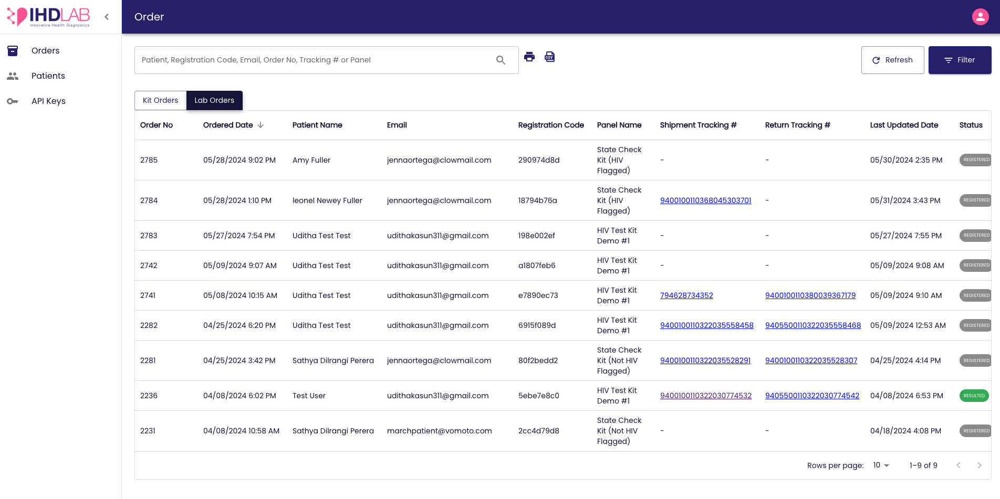 IHDLAB
Innovative Health Diagnostics
Order
Orders
Patients
API Keys
Patient, Registration Code, Email, Order No, Tracking # or Panel
CSV
Refresh
Filter
Kit Orders
Lab Orders
Order No Ordered Date Patient Name Email Registration Code Panel Name Shipment Tracking # Return Tracking # Last Updated Date Status
2785 05/28/2024 9:02 PM Amy Fuller jennaortega@clowmail.com 290974d8d State Check Kit (HIV Flagged) - - 05/30/2024 2:35 PM REGISTERED
2784 05/28/2024 1:10 PM leonel Newey Fuller jennaortega@clowmail.com 18794b76a State Check Kit (HIV Flagged) 9400100110368045303701 - 05/31/2024 3:43 PM REGISTERED
2783 05/27/2024 7:54 PM Uditha Test Test udithakasun311@gmail.com 198e002ef HIV Test Kit Demo #1 - - 05/27/2024 7:55 PM REGISTERED
2742 05/09/2024 9:07 AM Uditha Test Test udithakasun311@gmail.com a1807feb6 HIV Test Kit Demo #1 - - 05/09/2024 9:08 AM REGISTERED
2741 05/08/2024 10:15 AM Uditha Test Test udithakasun311@gmail.com e7890ec73 HIV Test Kit Demo #1 794628734352 9400100110380039367179 05/09/2024 9:10 AM REGISTERED
2282 04/25/2024 6:20 PM Uditha Test Test udithakasun311@gmail.com 6915f089d HIV Test Kit Demo #1 9400100110322035558458 9405500110322035558468 05/09/2024 12:53 AM REGISTERED
2281 04/25/2024 3:42 PM Sathya Dilrangi Perera jennaortega@clowmail.com 80f2bedd2 State Check Kit (Not HIV Flagged) 9400100110322035528291 9400100110322035528307 04/25/2024 4:14 PM REGISTERED
2236 04/08/2024 6:02 PM Test User udithakasun311@gmail.com 5ebe7e8c0 HIV Test Kit Demo #1 9400100110322030774532 9405500110322030774542 04/08/2024 6:53 PM RESULTED
2231 04/08/2024 10:58 AM Sathya Dilrangi Perera marchpatient@vomoto.com 2cc4d79d8 State Check Kit (Not HIV Flagged) - - 04/18/2024 4:08 PM REGISTERED
Rows per page: 10 1–9 of 9